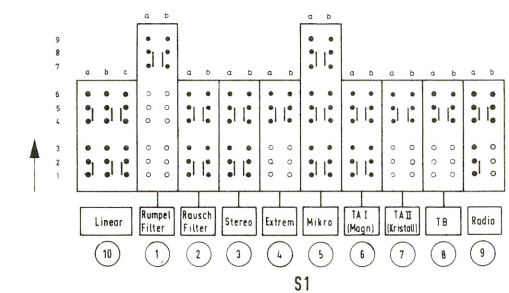 a b a b
9
8
7
a b c a b a b a b a b a b a b a b
6
5
4
3
2
1
Linear Rumpel Filter Rausch Filter Stereo Extrem Mikro TA I (Magn) TA II (Kristall) TB Radio
10 1 2 3 4 5 6 7 8 9
S1